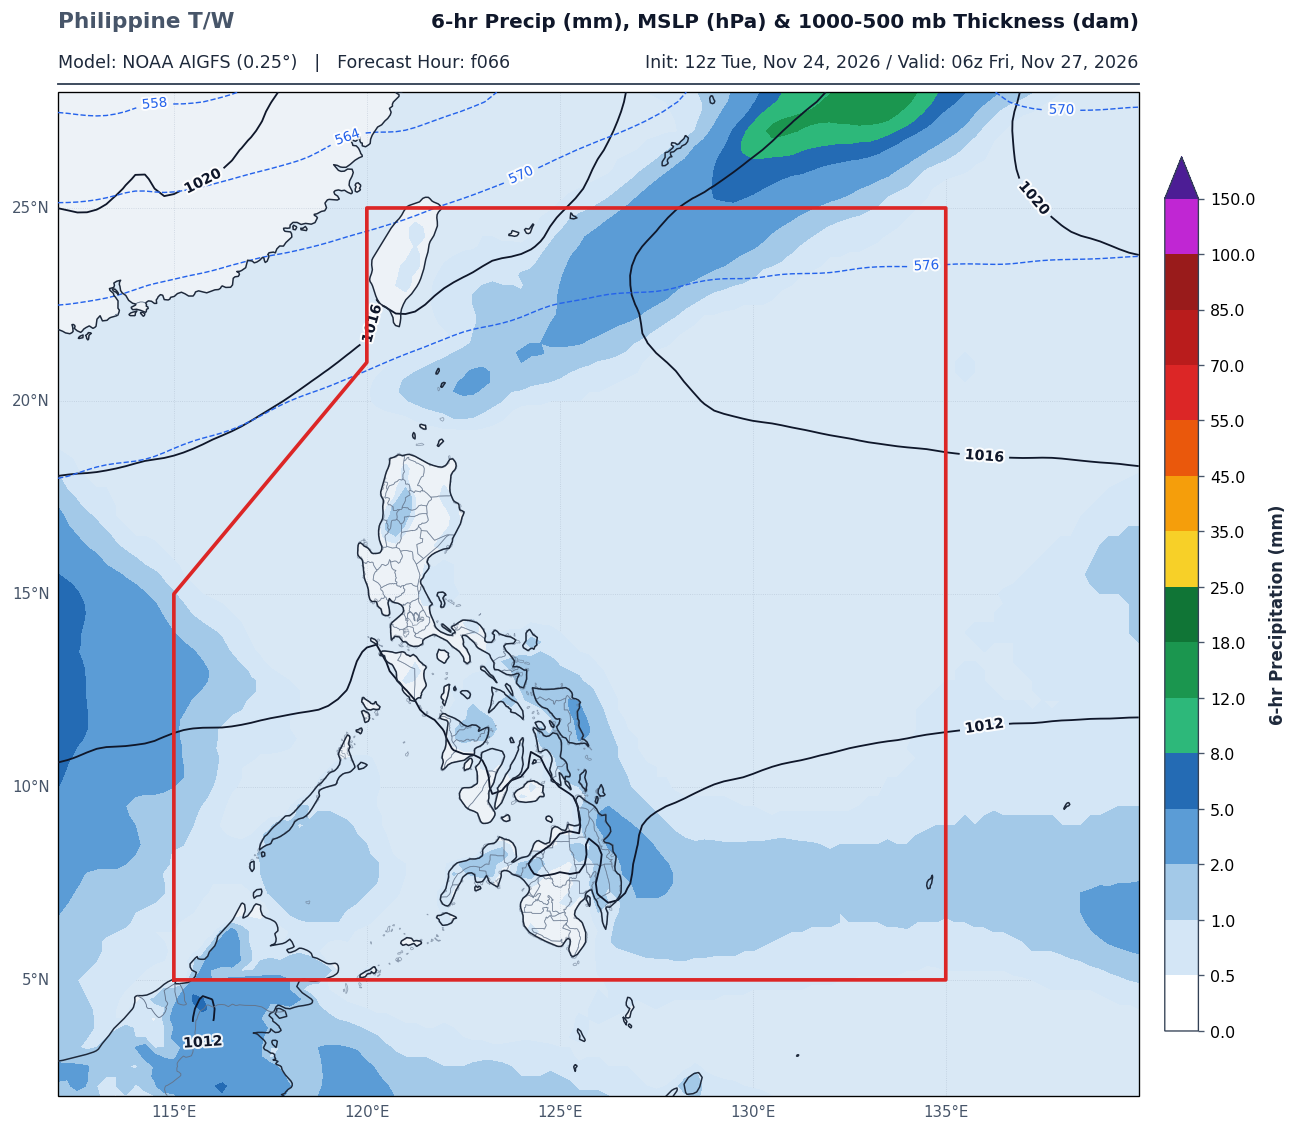 Philippine T/W
6-hr Precip (mm), MSLP (hPa) & 1000-500 mb Thickness (dam)
Model: NOAA AIGFS (0.25°)   |   Forecast Hour: f066
Init: 12z Tue, Nov 24, 2026 / Valid: 06z Fri, Nov 27, 2026
558
570
564
570
1020
1020
25°N
576
1016
20°N
1016
15°N
1012
10°N
5°N
1012
115°E
120°E
125°E
130°E
135°E
150.0
100.0
85.0
70.0
55.0
45.0
35.0
25.0
18.0
12.0
8.0
5.0
2.0
1.0
0.5
0.0
6-hr Precipitation (mm)